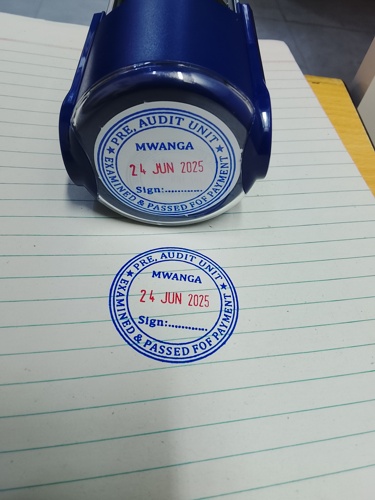 ★ PRE, AUDIT UNIT ★
MWANGA
24 JUN 2025
Sign:.............
EXAMINED & PASSED FOF PAYMENT
★ PRE, AUDIT UNIT ★
MWANGA
24 JUN 2025
Sign:.............
EXAMINED & PASSED FOF PAYMENT